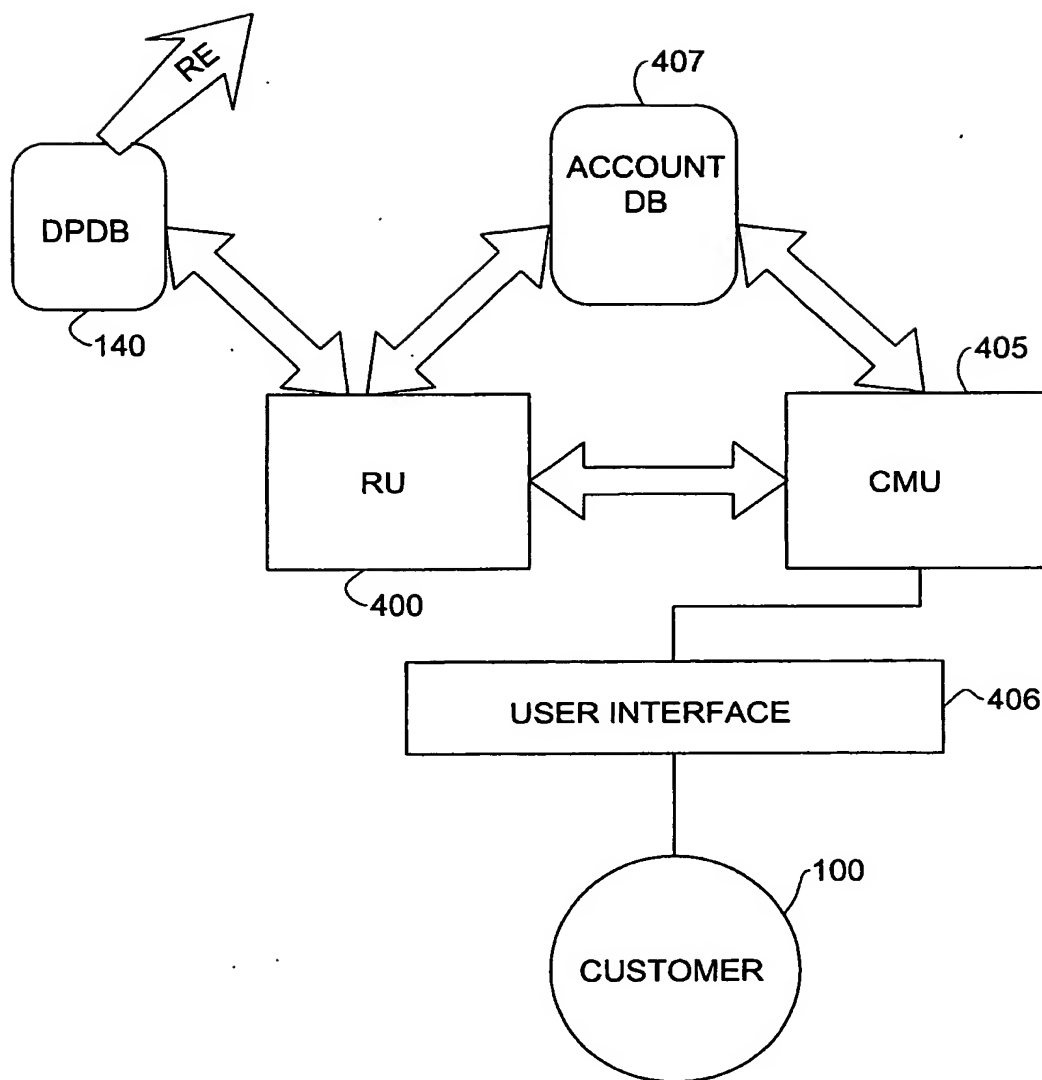 RE
407
ACCOUNT
DB
DPDB
140
405
RU
CMU
400
USER INTERFACE
406
100
CUSTOMER